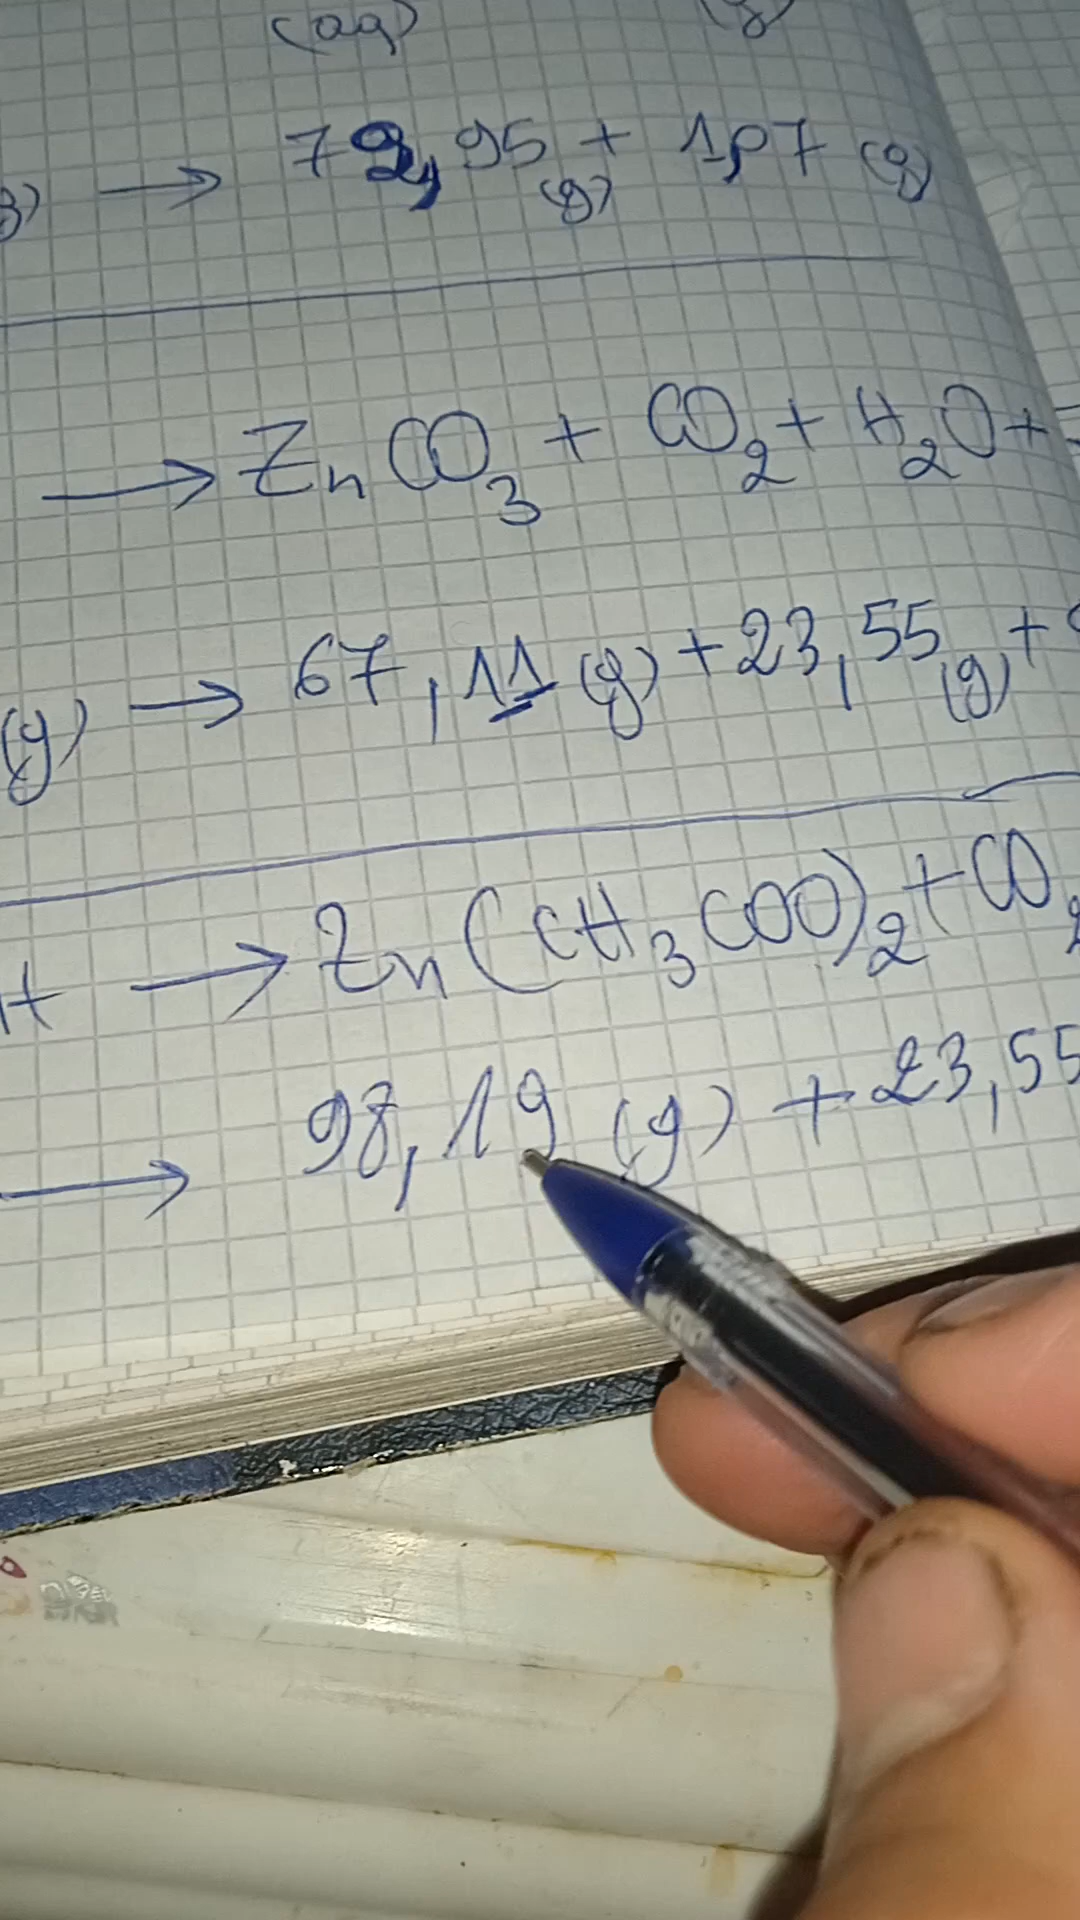 (aq) (g)
g) → 72,95 (g) + 1,07 (g)
→ ZnCO3 + CO2 + H2O +
(g) → 67,11 (g) + 23,55 (g) +
H → Zn(CH3COO)2 + CO2
→ 98,19 (g) + 23,55